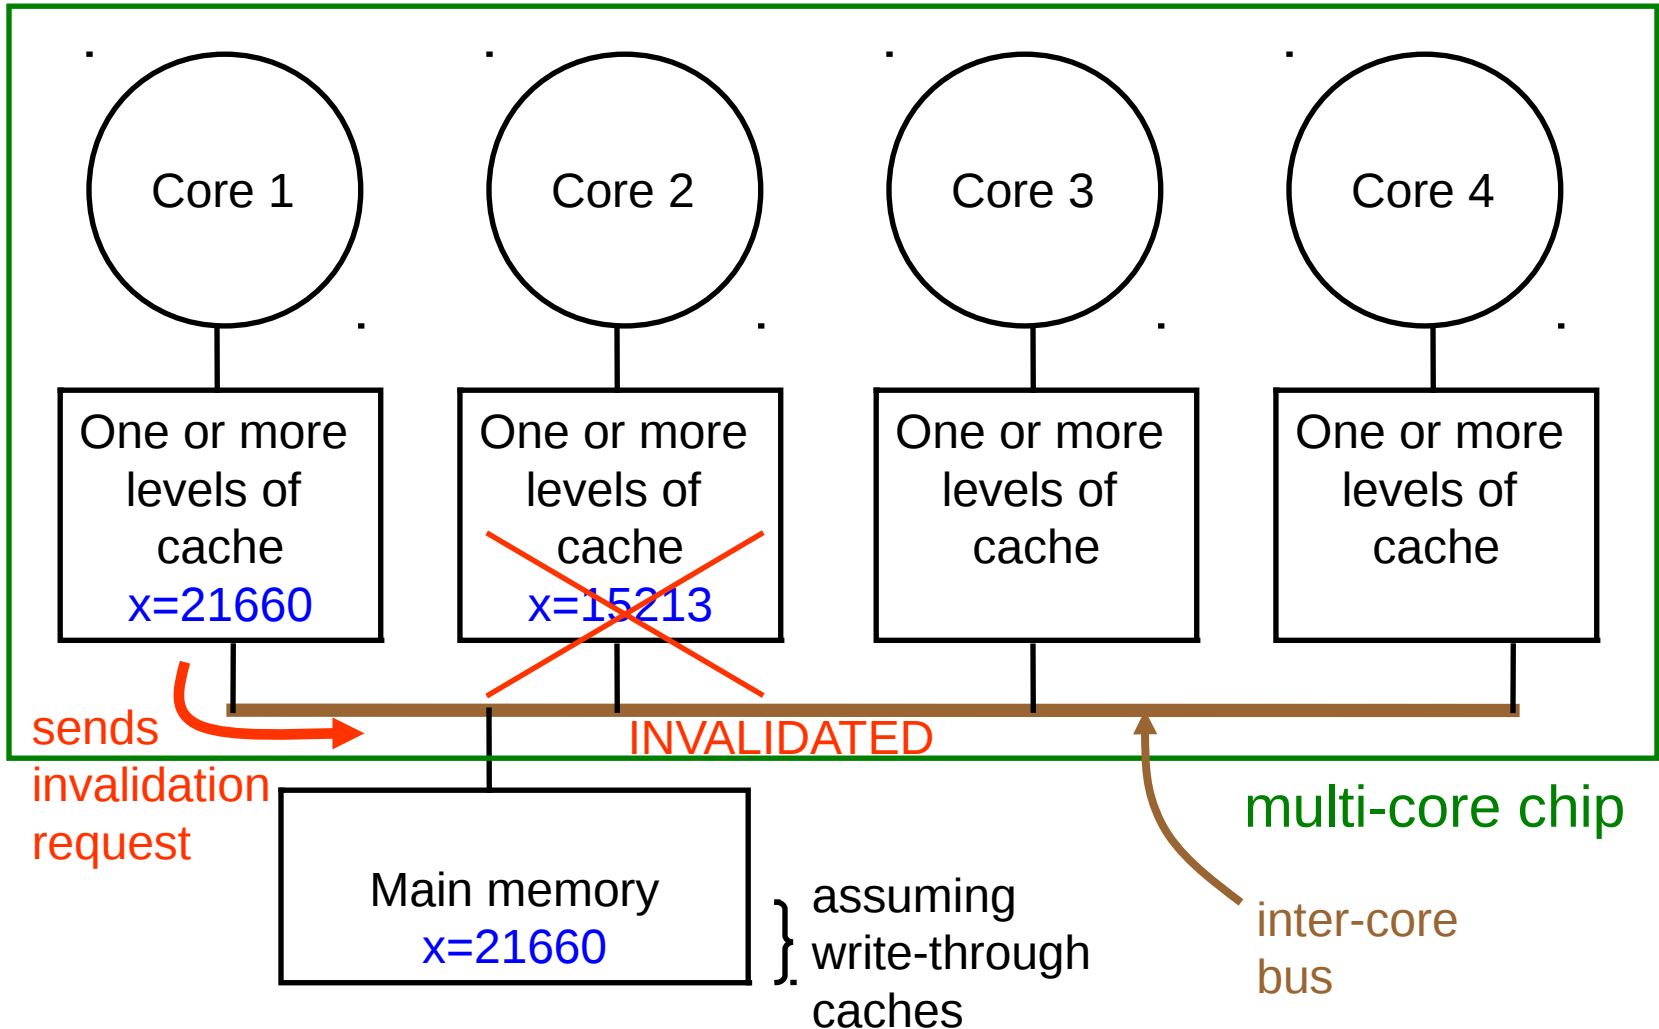 Core 1
Core 2
Core 3
Core 4
One or more
levels of
cache
x=21660
One or more
levels of
cache
x=15213
One or more
levels of
cache
One or more
levels of
cache
sends
invalidation
request
INVALIDATED
multi-core chip
Main memory
x=21660
assuming
write-through
caches
inter-core
bus